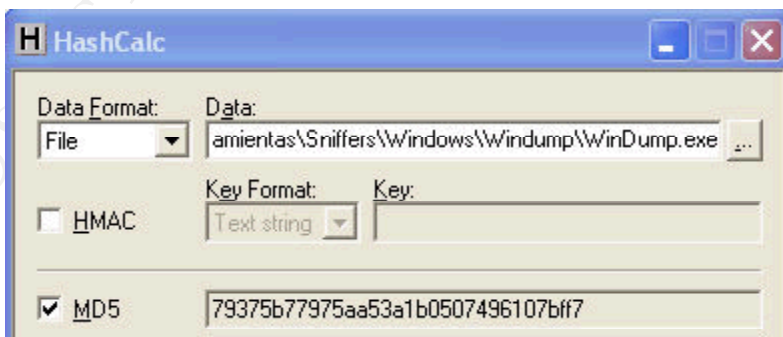 HashCalc
Data Format: Data:
File amientas\Sniffers\Windows\Windump\WinDump.exe ...
Key Format: Key:
HMAC Text string
MD5 79375b77975aa53a1b0507496107bff7